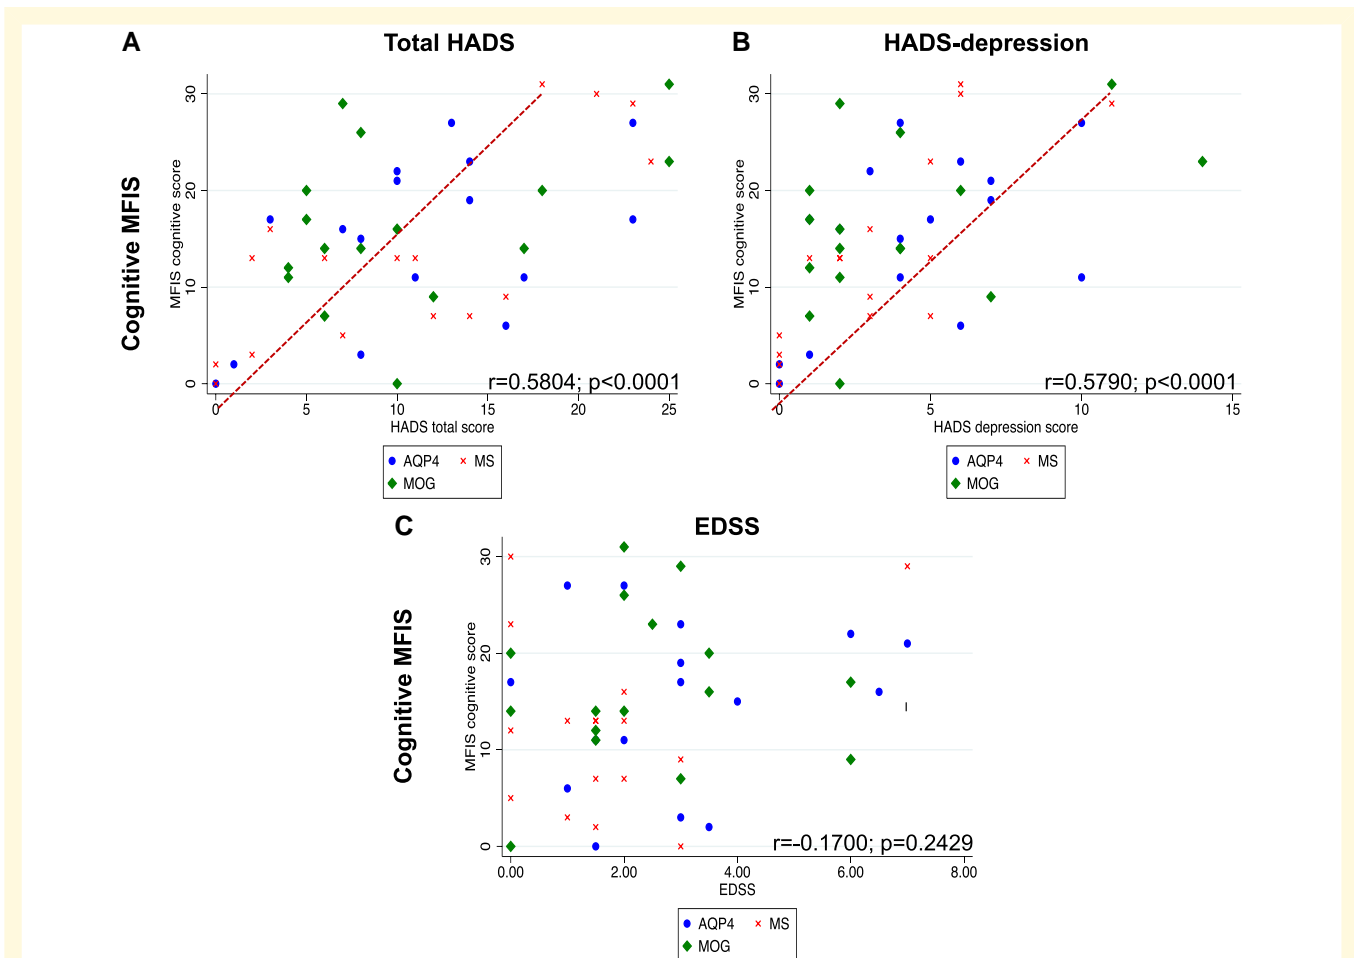 A
Total HADS
B
HADS-depression
Cognitive MFIS
MFIS cognitive score
30
20
10
0
r=0.5804; p<0.0001
0 5 10 15 20 25
HADS total score
AQP4 MS
MOG
MFIS cognitive score
30
20
10
0
r=0.5790; p<0.0001
0 5 10 15
HADS depression score
AQP4 MS
MOG
C
EDSS
Cognitive MFIS
MFIS cognitive score
30
20
10
0
r=-0.1700; p=0.2429
0.00 2.00 4.00 6.00 8.00
EDSS
AQP4 MS
MOG